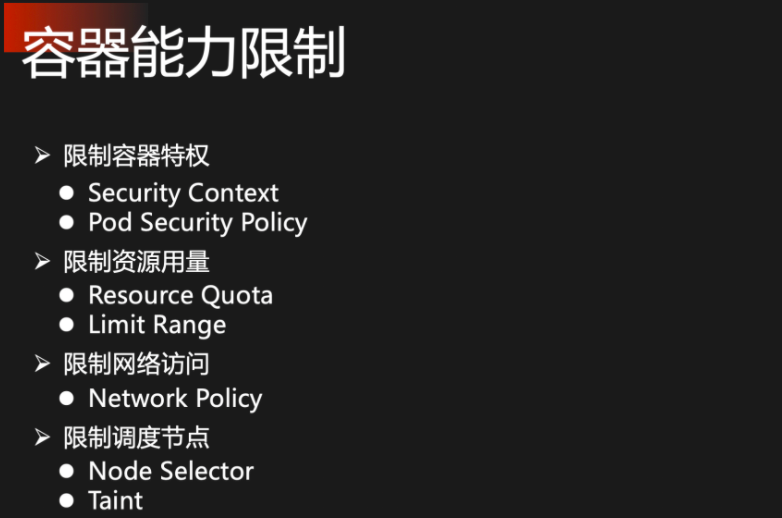 容器能力限制
➢ 限制容器特权
● Security Context
● Pod Security Policy
➢ 限制资源用量
● Resource Quota
● Limit Range
➢ 限制网络访问
● Network Policy
➢ 限制调度节点
● Node Selector
● Taint